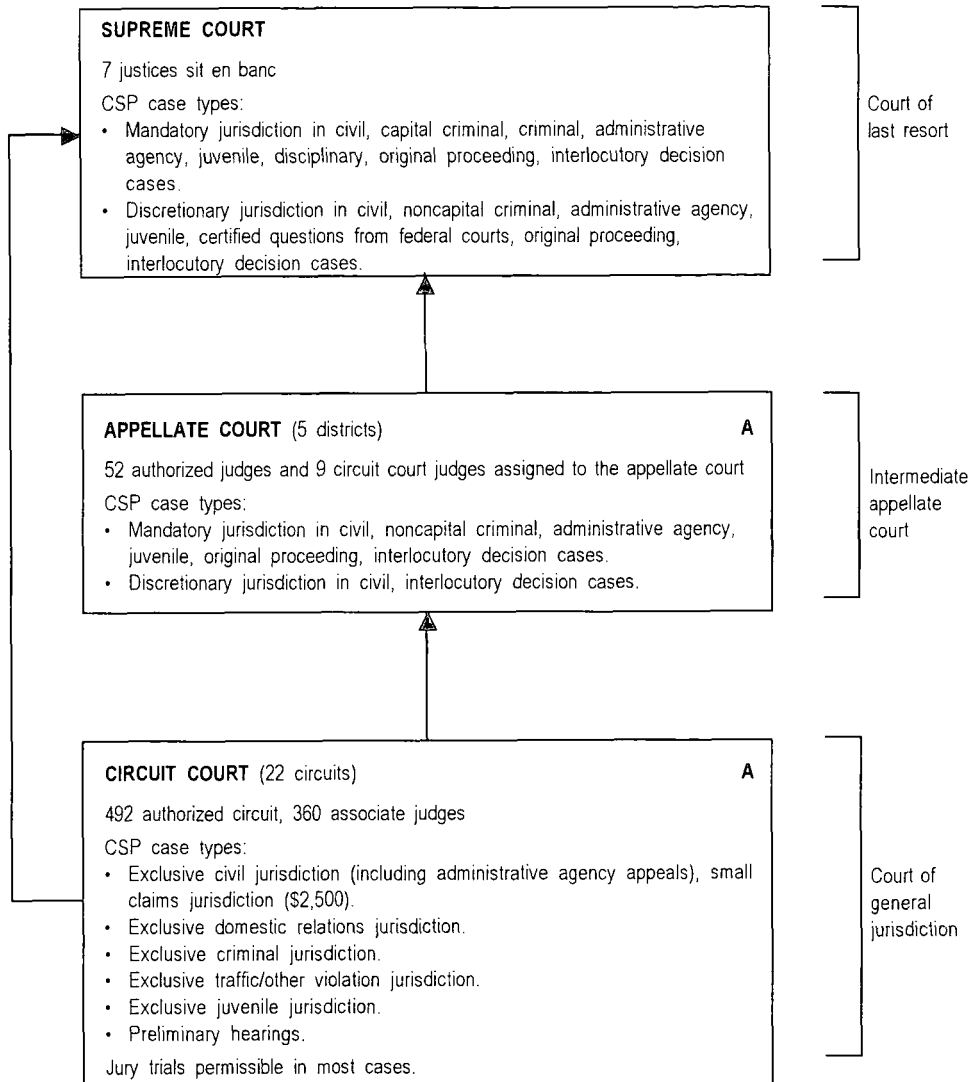 SUPREME COURT
7 justices sit en banc
CSP case types:
• Mandatory jurisdiction in civil, capital criminal, criminal, administrative
agency, juvenile, disciplinary, original proceeding, interlocutory decision
cases.
• Discretionary jurisdiction in civil, noncapital criminal, administrative agency,
juvenile, certified questions from federal courts, original proceeding,
interlocutory decision cases.
Court of
last resort
APPELLATE COURT (5 districts) A
52 authorized judges and 9 circuit court judges assigned to the appellate court
CSP case types:
• Mandatory jurisdiction in civil, noncapital criminal, administrative agency,
juvenile, original proceeding, interlocutory decision cases.
• Discretionary jurisdiction in civil, interlocutory decision cases.
Intermediate
appellate
court
CIRCUIT COURT (22 circuits) A
492 authorized circuit, 360 associate judges
CSP case types:
• Exclusive civil jurisdiction (including administrative agency appeals), small
claims jurisdiction ($2,500).
• Exclusive domestic relations jurisdiction.
• Exclusive criminal jurisdiction.
• Exclusive traffic/other violation jurisdiction.
• Exclusive juvenile jurisdiction.
• Preliminary hearings.
Jury trials permissible in most cases.
Court of
general
jurisdiction